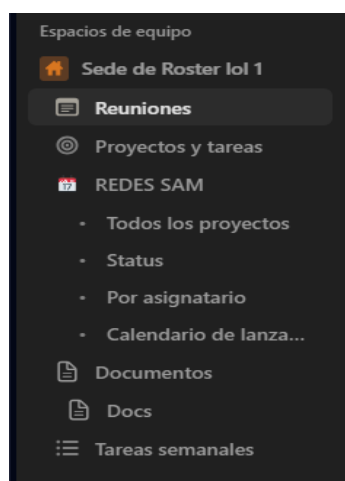 Espacios de equipo
Sede de Roster lol 1
Reuniones
Proyectos y tareas
REDES SAM
Todos los proyectos
Status
Por asignatario
Calendario de lanza...
Documentos
Docs
Tareas semanales